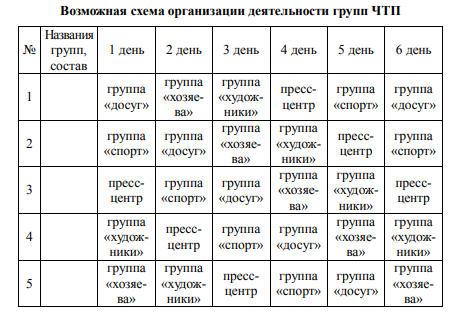 Возможная схема организации деятельности групп ЧТП
№ Названия групп, состав 1 день 2 день 3 день 4 день 5 день 6 день
1 группа «досуг» группа «хозяе-ва» группа «худож-ники» пресс-центр группа «спорт» группа «досуг»
2 группа «спорт» группа «досуг» группа «хозяе-ва» группа «худож-ники» пресс-центр группа «спорт»
3 пресс-центр группа «спорт» группа «досуг» группа «хозяе-ва» группа «худож-ники» пресс-центр
4 группа «худож-ники» пресс-центр группа «спорт» группа «досуг» группа «хозяе-ва» группа «худож-ники»
5 группа «хозяе-ва» группа «худож-ники» пресс-центр группа «спорт» группа «досуг» группа «хозяе-ва»